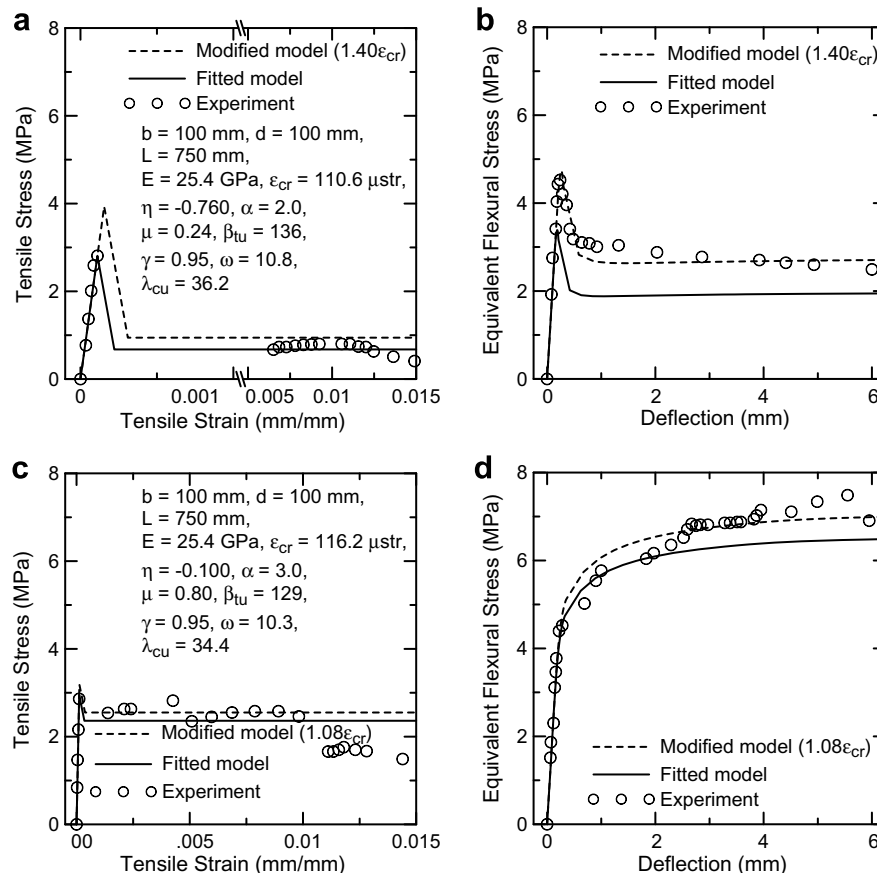 a
8
6
4
2
0
Tensile Stress (MPa)
Modified model (1.40εcr)
Fitted model
Experiment
b = 100 mm, d = 100 mm,
L = 750 mm,
E = 25.4 GPa, εcr = 110.6 μstr,
η = -0.760, α = 2.0,
μ = 0.24, βtu = 136,
γ = 0.95, ω = 10.8,
λcu = 36.2
0 0.001 0.005 0.01 0.015
Tensile Strain (mm/mm)
b
8
6
4
2
0
Equivalent Flexural Stress (MPa)
Modified model (1.40εcr)
Fitted model
Experiment
0 2 4 6
Deflection (mm)
c
8
6
4
2
0
Tensile Stress (MPa)
b = 100 mm, d = 100 mm,
L = 750 mm,
E = 25.4 GPa, εcr = 116.2 μstr,
η = -0.100, α = 3.0,
μ = 0.80, βtu = 129,
γ = 0.95, ω = 10.3,
λcu = 34.4
Modified model (1.08εcr)
Fitted model
Experiment
00 .005 0.01 0.015
Tensile Strain (mm/mm)
d
8
6
4
2
0
Equivalent Flexural Stress (MPa)
Modified model (1.08εcr)
Fitted model
Experiment
0 2 4 6
Deflection (mm)